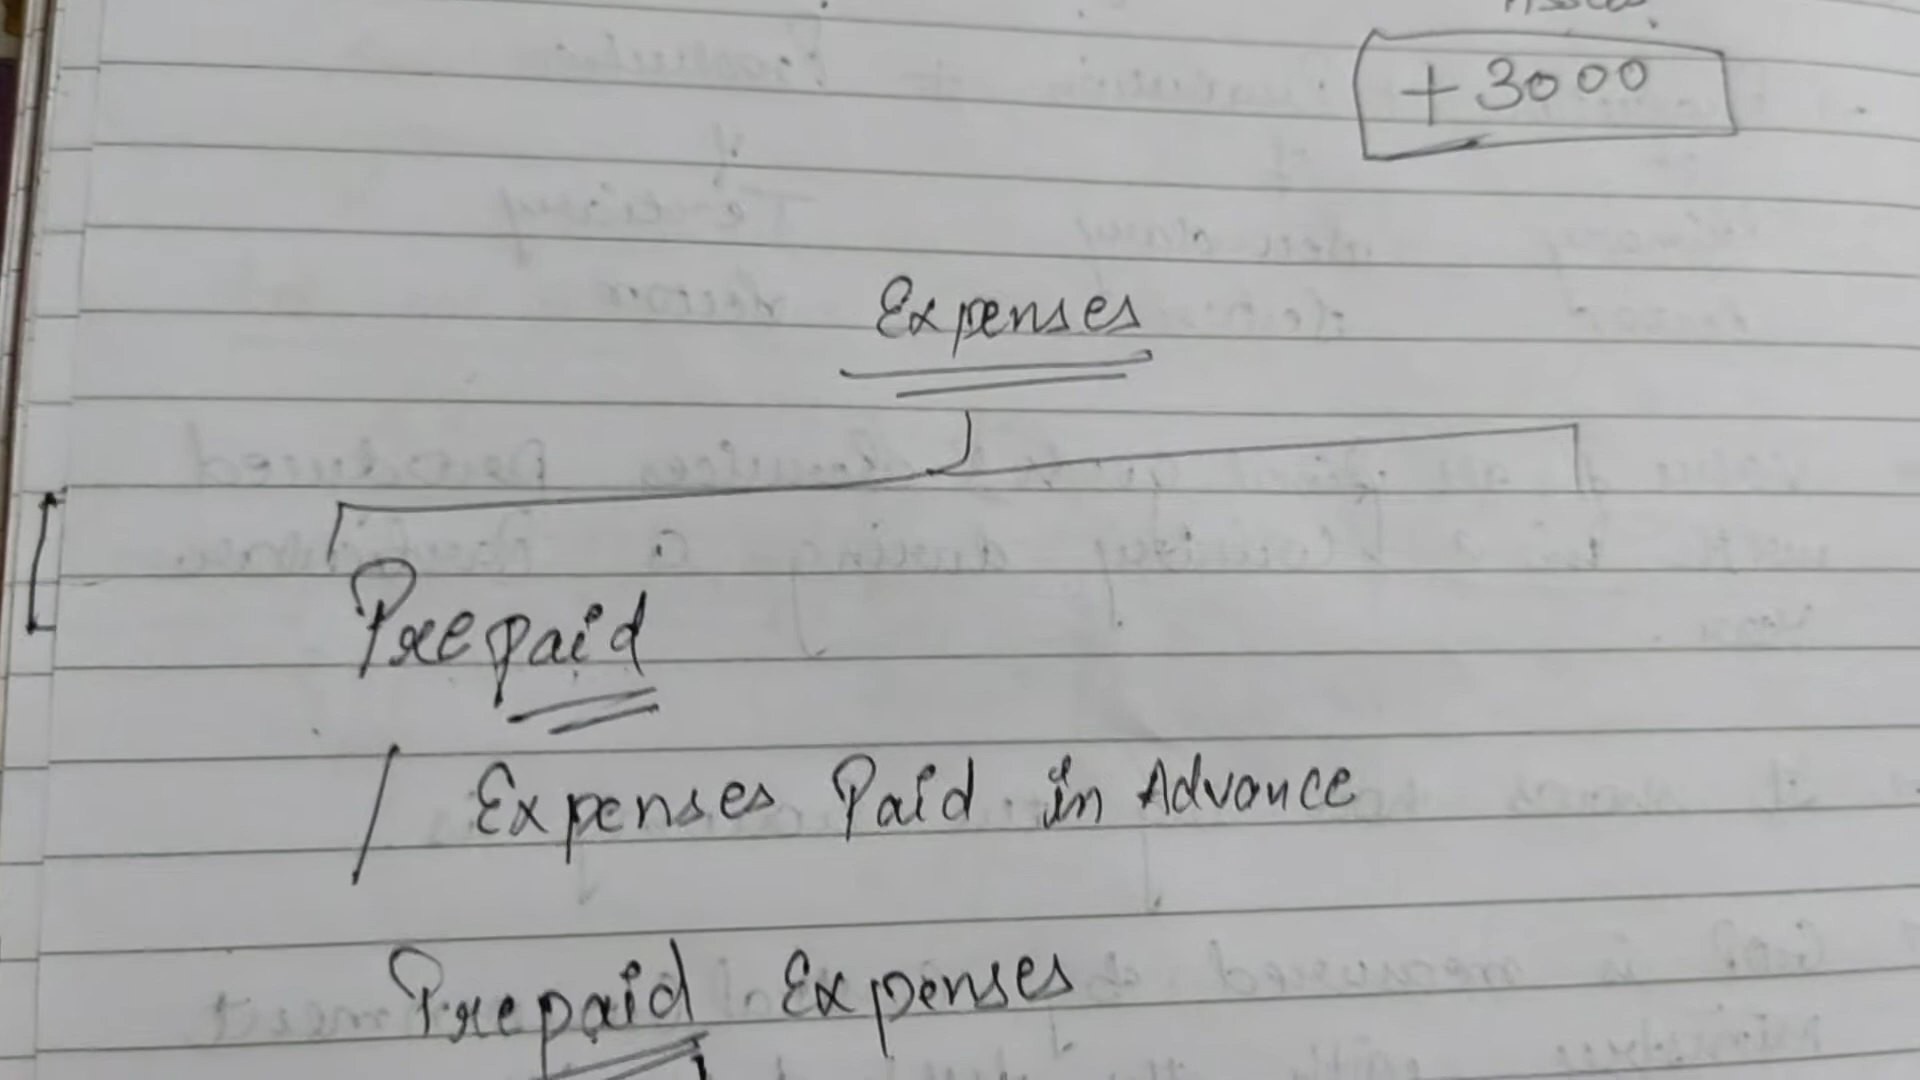 +3000
Expenses
Prepaid
/ Expenses Paid in Advance
Prepaid Expenses